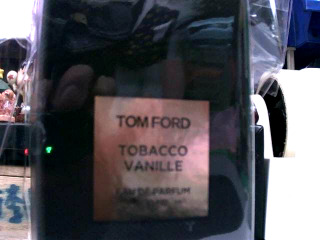 TOM FORD
TOBACCO
VANILLE
EAU DE PARFUM